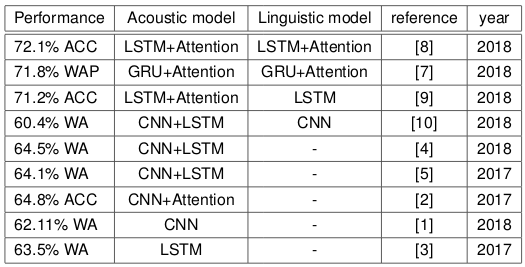 Performance Acoustic model Linguistic model reference year
72.1% ACC LSTM+Attention LSTM+Attention [8] 2018
71.8% WAP GRU+Attention GRU+Attention [7] 2018
71.2% ACC LSTM+Attention LSTM [9] 2018
60.4% WA CNN+LSTM CNN [10] 2018
64.5% WA CNN+LSTM - [4] 2018
64.1% WA CNN+LSTM - [5] 2017
64.8% ACC CNN+Attention - [2] 2017
62.11% WA CNN - [1] 2018
63.5% WA LSTM - [3] 2017